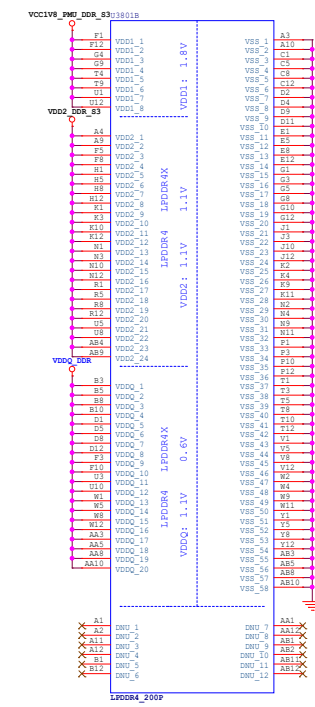 VCC1V8_PMU_DDR_S3 U3801B
F1 VDD1_1
F12 VDD1_2
G4 VDD1_3
G9 VDD1_4
T4 VDD1_5
T9 VDD1_6
U1 VDD1_7
U12 VDD1_8
VDD1: 1.8V
VDD2_DDR_S3
A4 VDD2_1
A9 VDD2_2
F5 VDD2_3
F8 VDD2_4
H1 VDD2_5
H5 VDD2_6
H8 VDD2_7
H12 VDD2_8
K1 VDD2_9
K3 VDD2_10
K10 VDD2_11
K12 VDD2_12
N1 VDD2_13
N3 VDD2_14
N10 VDD2_15
N12 VDD2_16
R1 VDD2_17
R5 VDD2_18
R8 VDD2_19
R12 VDD2_20
U5 VDD2_21
U8 VDD2_22
AB4 VDD2_23
AB9 VDD2_24
LPDDR4 LPDDR4X
VDD2: 1.1V 1.1V
VDDQ_DDR
B3 VDDQ_1
B5 VDDQ_2
B8 VDDQ_3
B10 VDDQ_4
D1 VDDQ_5
D5 VDDQ_6
D8 VDDQ_7
D12 VDDQ_8
F3 VDDQ_9
F10 VDDQ_10
U3 VDDQ_11
U10 VDDQ_12
W1 VDDQ_13
W5 VDDQ_14
W8 VDDQ_15
W12 VDDQ_16
AA3 VDDQ_17
AA5 VDDQ_18
AA8 VDDQ_19
AA10 VDDQ_20
LPDDR4 LPDDR4X
VDDQ: 1.1V 0.6V
A1 DNU_1
A2 DNU_2
A11 DNU_3
A12 DNU_4
B1 DNU_5
B12 DNU_6
VSS_1 A3
VSS_2 A10
VSS_3 C1
VSS_4 C5
VSS_5 C8
VSS_6 C12
VSS_7 D2
VSS_8 D4
VSS_9 D9
VSS_10 D11
VSS_11 E1
VSS_12 E5
VSS_13 E8
VSS_14 E12
VSS_15 G1
VSS_16 G3
VSS_17 G5
VSS_18 G8
VSS_19 G10
VSS_20 G12
VSS_21 J1
VSS_22 J3
VSS_23 J10
VSS_24 J12
VSS_25 K2
VSS_26 K4
VSS_27 K9
VSS_28 K11
VSS_29 N2
VSS_30 N4
VSS_31 N9
VSS_32 N11
VSS_33 P1
VSS_34 P3
VSS_35 P10
VSS_36 P12
VSS_37 T1
VSS_38 T3
VSS_39 T5
VSS_40 T8
VSS_41 T10
VSS_42 T12
VSS_43 V1
VSS_44 V5
VSS_45 V8
VSS_46 V12
VSS_47 W2
VSS_48 W4
VSS_49 W9
VSS_50 W11
VSS_51 Y1
VSS_52 Y5
VSS_53 Y8
VSS_54 Y12
VSS_55 AB3
VSS_56 AB5
VSS_57 AB8
VSS_58 AB10
DNU_7 AA1
DNU_8 AA12
DNU_9 AB1
DNU_10 AB2
DNU_11 AB11
DNU_12 AB12
LPDDR4_200P